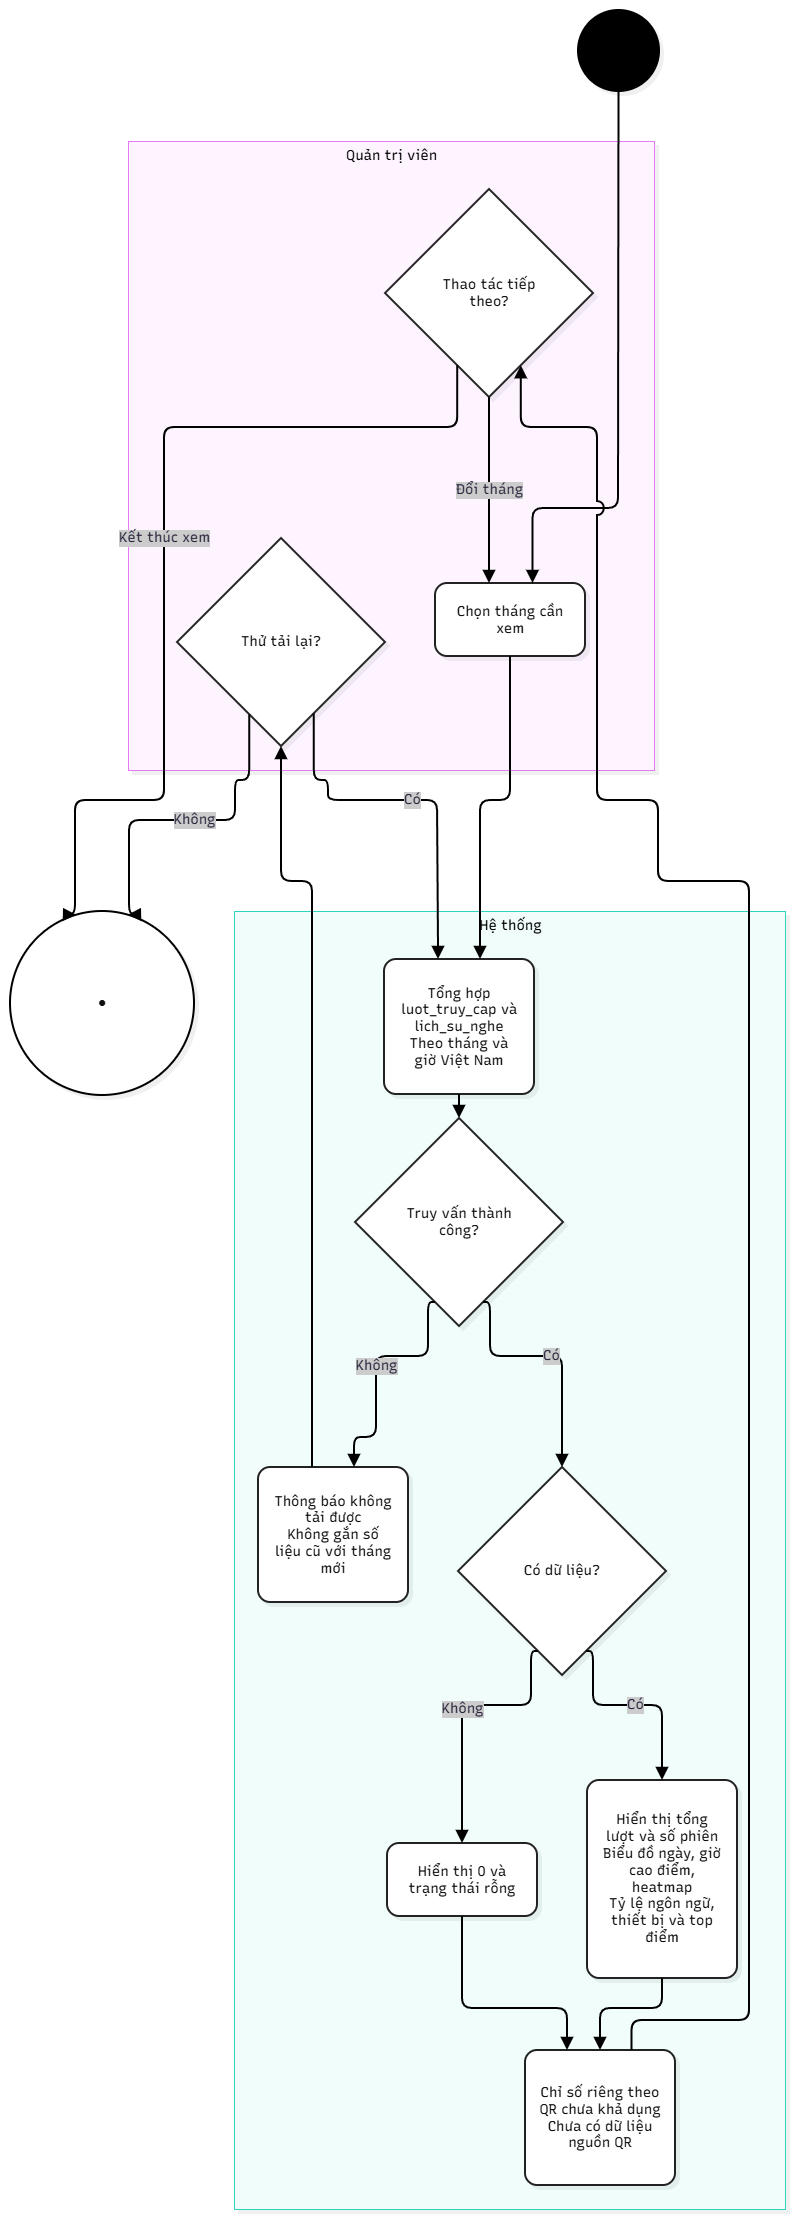 Quản trị viên
Thao tác tiếp
theo?
Đổi tháng
Kết thúc xem
Chọn tháng cần
xem
Thử tải lại?
Có
Không
Hệ thống
Tổng hợp
luot_truy_cap và
lich_su_nghe
Theo tháng và
giờ Việt Nam
Truy vấn thành
công?
Không
Có
Thông báo không
tải được
Không gắn số
liệu cũ với tháng
mới
Có dữ liệu?
Không
Có
Hiển thị tổng
lượt và số phiên
Biểu đồ ngày, giờ
cao điểm,
heatmap
Tỷ lệ ngôn ngữ,
thiết bị và top
điểm
Hiển thị 0 và
trạng thái rỗng
Chỉ số riêng theo
QR chưa khả dụng
Chưa có dữ liệu
nguồn QR